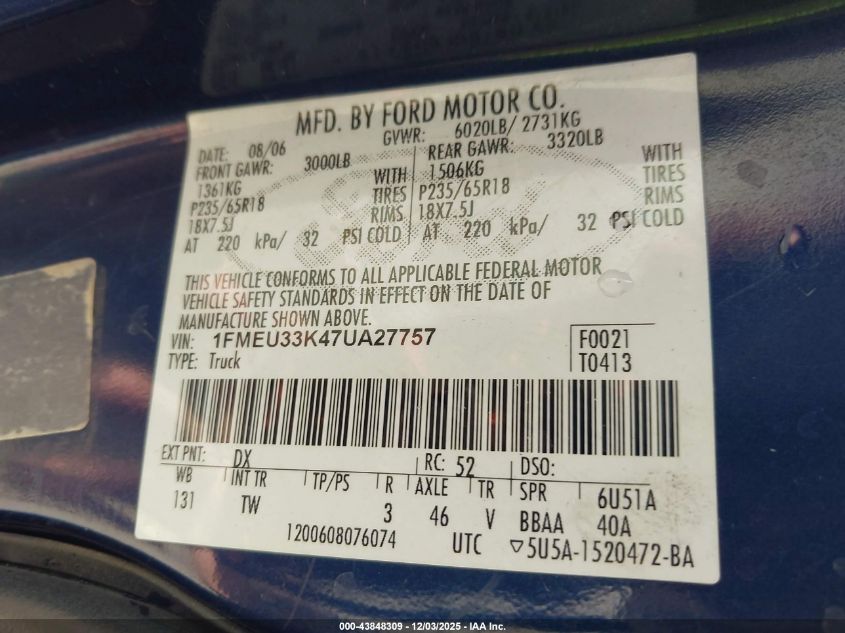 MFD. BY FORD MOTOR CO.
DATE: 08/06 GVWR: 6020LB/ 2731KG
FRONT GAWR: 3000LB REAR GAWR: 3320LB
1361KG WITH 1506KG WITH
P235/65R18 TIRES P235/65R18 TIRES
18X7.5J RIMS 18X7.5J RIMS
AT 220 kPa/ 32 PSI COLD AT 220 kPa/ 32 PSI COLD
THIS VEHICLE CONFORMS TO ALL APPLICABLE FEDERAL MOTOR
VEHICLE SAFETY STANDARDS IN EFFECT ON THE DATE OF
MANUFACTURE SHOWN ABOVE.
VIN: 1FMEU33K47UA27757 F0021
TYPE: Truck T0413
EXT PNT: DX RC: 52 DSO:
WB INT TR TP/PS R AXLE TR SPR 6U51A
131 TW 3 46 V BBAA 40A
1200608076074 UTC ▽5U5A-1520472-BA
000-43848309 - 12/03/2025 - IAA Inc.